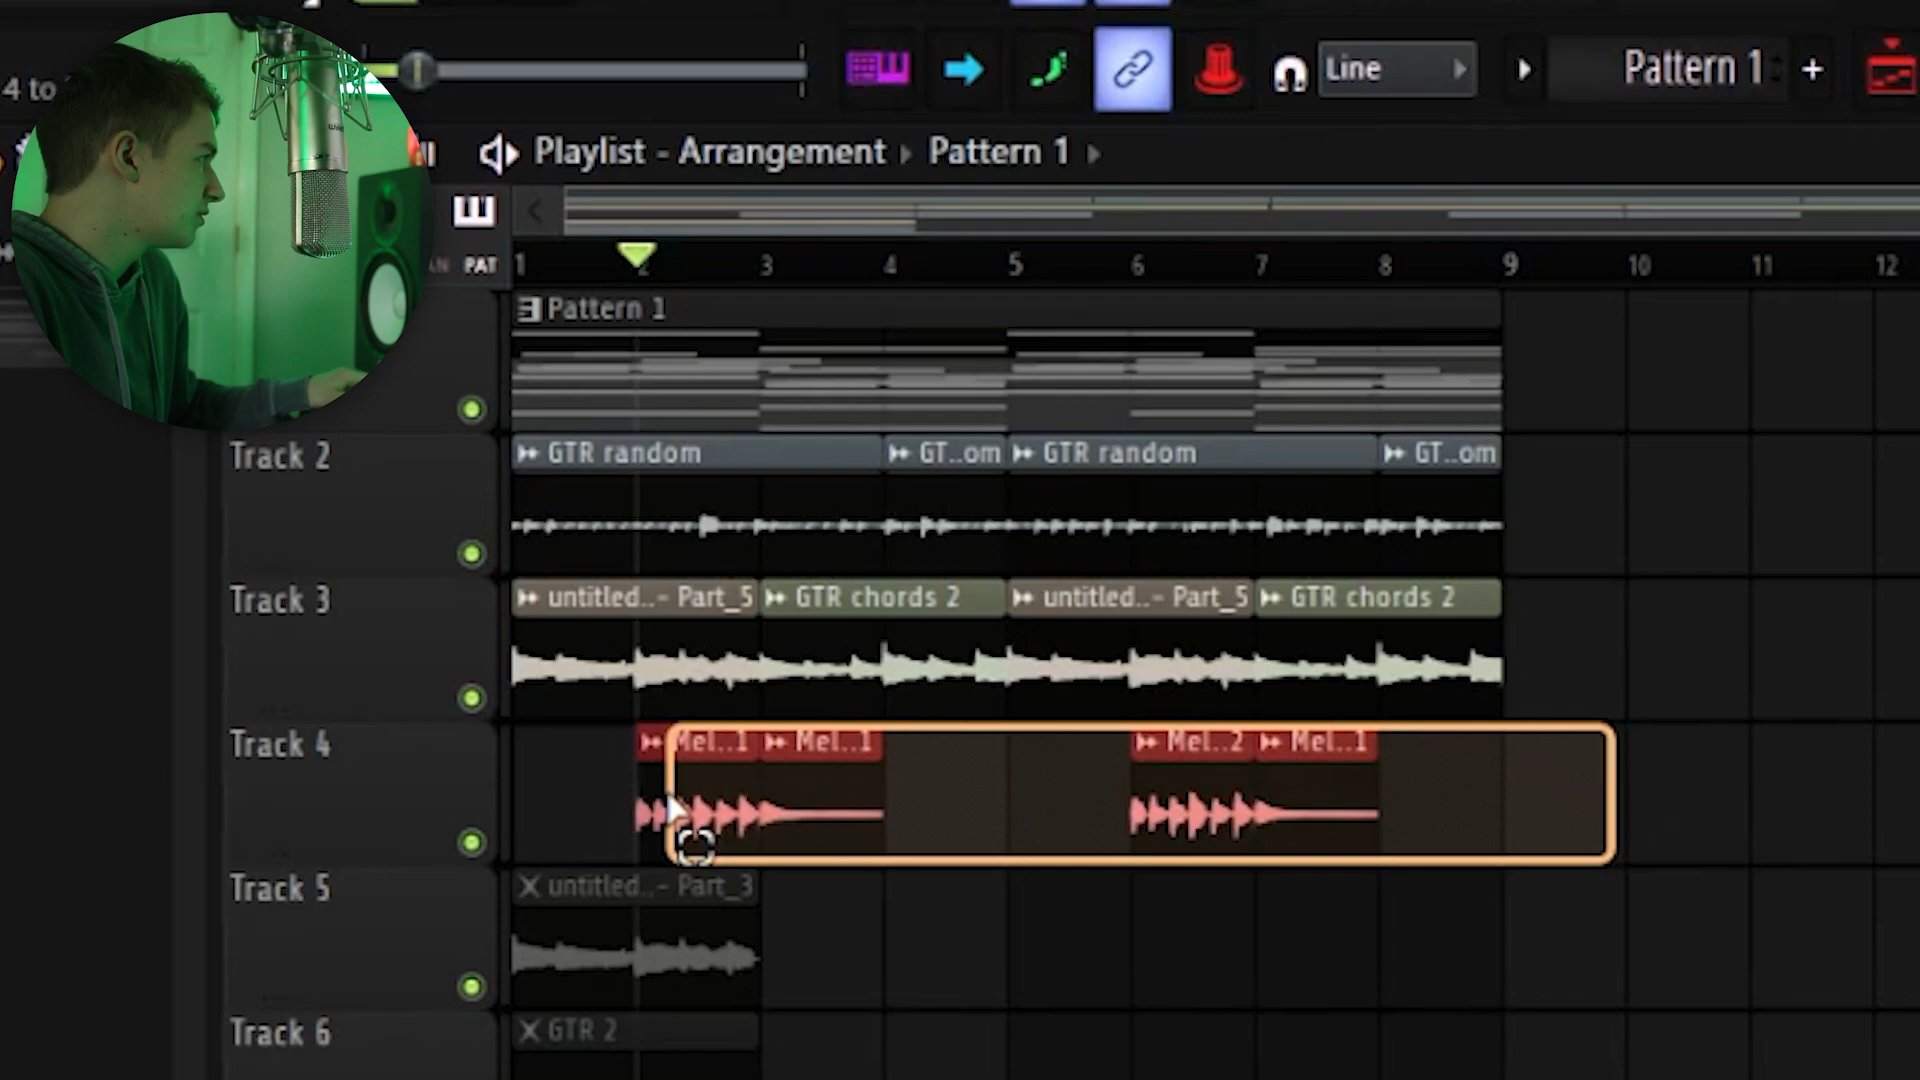 4 to
Line
Pattern 1
+
Playlist - Arrangement
Pattern 1
PAT
1 2 3 4 5 6 7 8 9 10 11 12
Pattern 1
Track 2
GTR random
GT..om
GTR random
GT..om
Track 3
untitled..- Part_5
GTR chords 2
untitled..- Part_5
GTR chords 2
Track 4
Mel..1
Mel..1
Mel..2
Mel..1
Track 5
untitled..- Part_3
Track 6
GTR 2